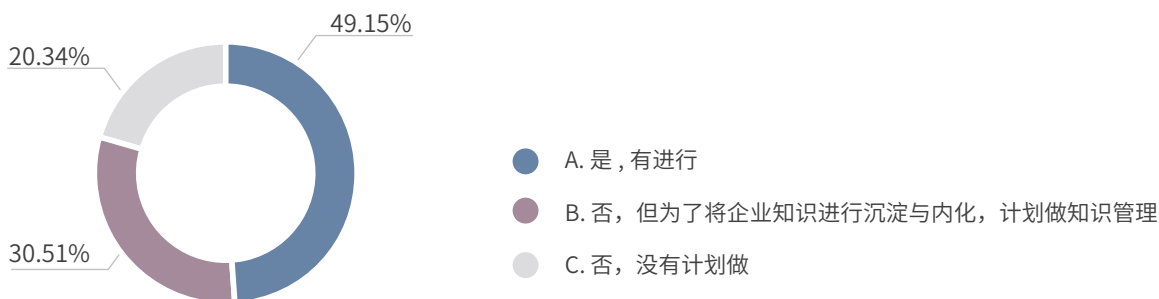 49.15%
20.34%
A. 是 , 有进行
B. 否，但为了将企业知识进行沉淀与内化，计划做知识管理
30.51%
C. 否，没有计划做